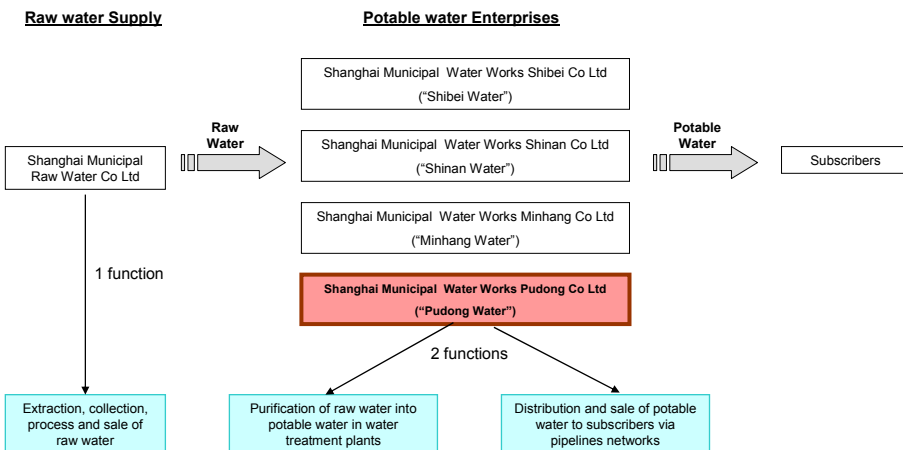 Raw water Supply
Potable water Enterprises
Shanghai Municipal Water Works Shibei Co Ltd
("Shibei Water")
Raw
Water
Shanghai Municipal
Raw Water Co Ltd
Shanghai Municipal Water Works Shinan Co Ltd
("Shinan Water")
Potable
Water
Subscribers
Shanghai Municipal Water Works Minhang Co Ltd
("Minhang Water")
1 function
Shanghai Municipal Water Works Pudong Co Ltd
("Pudong Water")
2 functions
Extraction, collection,
process and sale of
raw water
Purification of raw water into
potable water in water
treatment plants
Distribution and sale of potable
water to subscribers via
pipelines networks